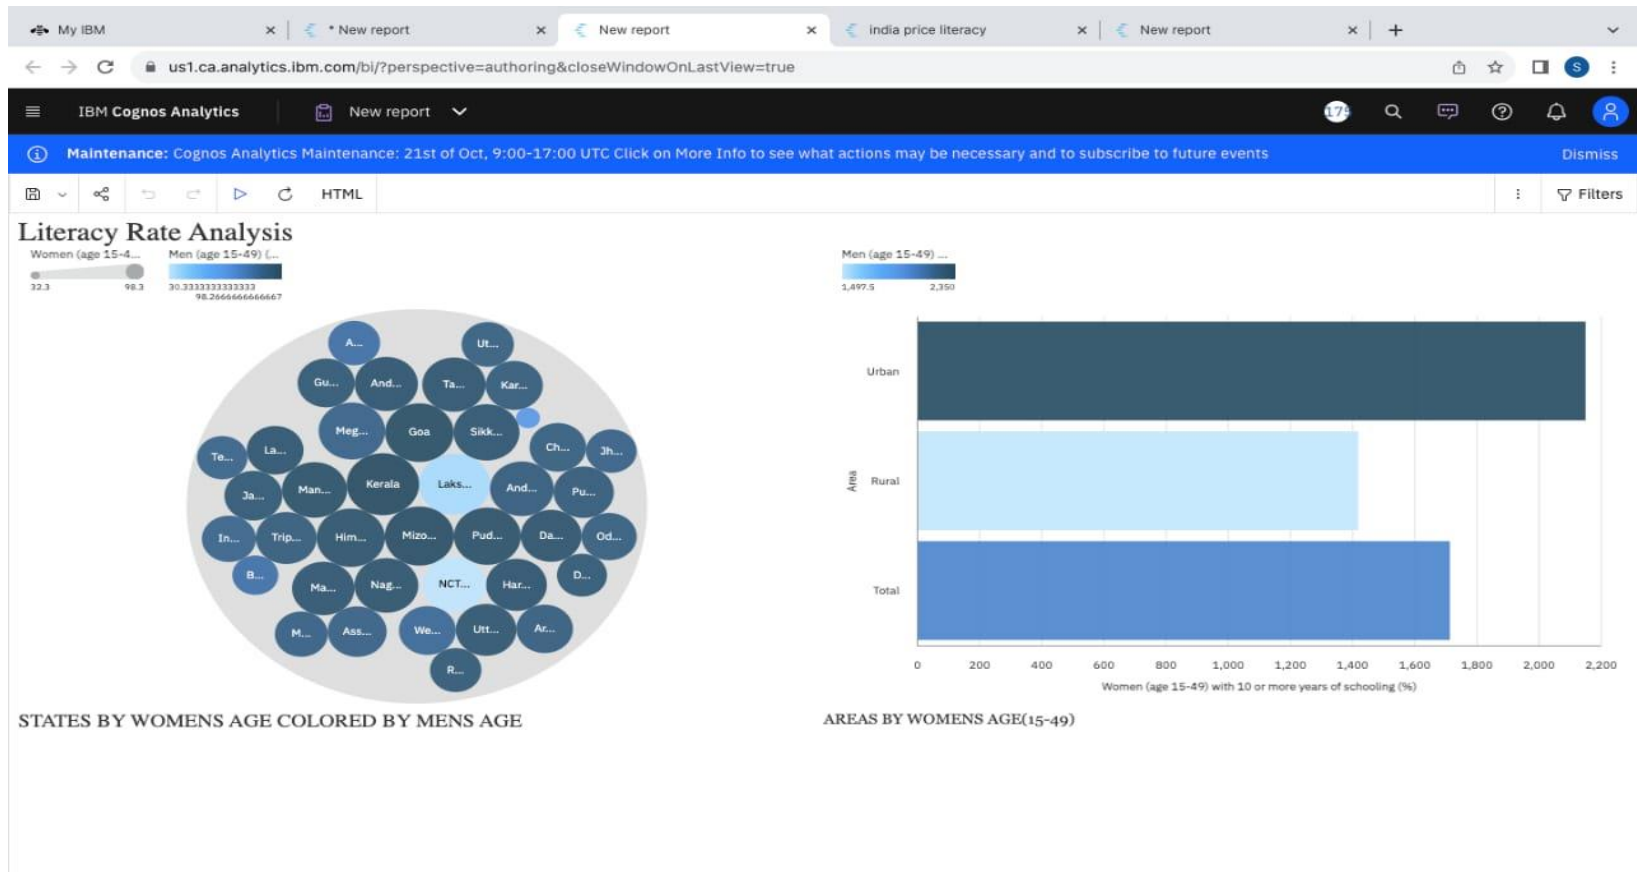 My IBM
* New report
New report
india price literacy
New report
us1.ca.analytics.ibm.com/bi/?perspective=authoring&closeWindowOnLastView=true
S
IBM Cognos Analytics
New report
Maintenance: Cognos Analytics Maintenance: 21st of Oct, 9:00-17:00 UTC Click on More Info to see what actions may be necessary and to subscribe to future events
Dismiss
HTML
Filters
Literacy Rate Analysis
Women (age 15-4...
Men (age 15-49) (...
32.3
98.3
30.3333333333333
98.2666666666667
A...
Ut...
Gu...
And...
Ta...
Kar...
Meg...
Goa
Sikk...
Ch...
Jh...
Te...
La...
Ja...
Man...
Kerala
Laks...
And...
Pu...
In...
Trip...
Him...
Mizo...
Pud...
Da...
Od...
B...
Ma...
Nag...
NCT...
Har...
D...
M...
Ass...
We...
Utt...
Ar...
R...
STATES BY WOMENS AGE COLORED BY MENS AGE
Men (age 15-49) ...
1,497.5
2,350
Urban
Rural
Total
Area
0 200 400 600 800 1,000 1,200 1,400 1,600 1,800 2,000 2,200
Women (age 15-49) with 10 or more years of schooling (%)
AREAS BY WOMENS AGE(15-49)